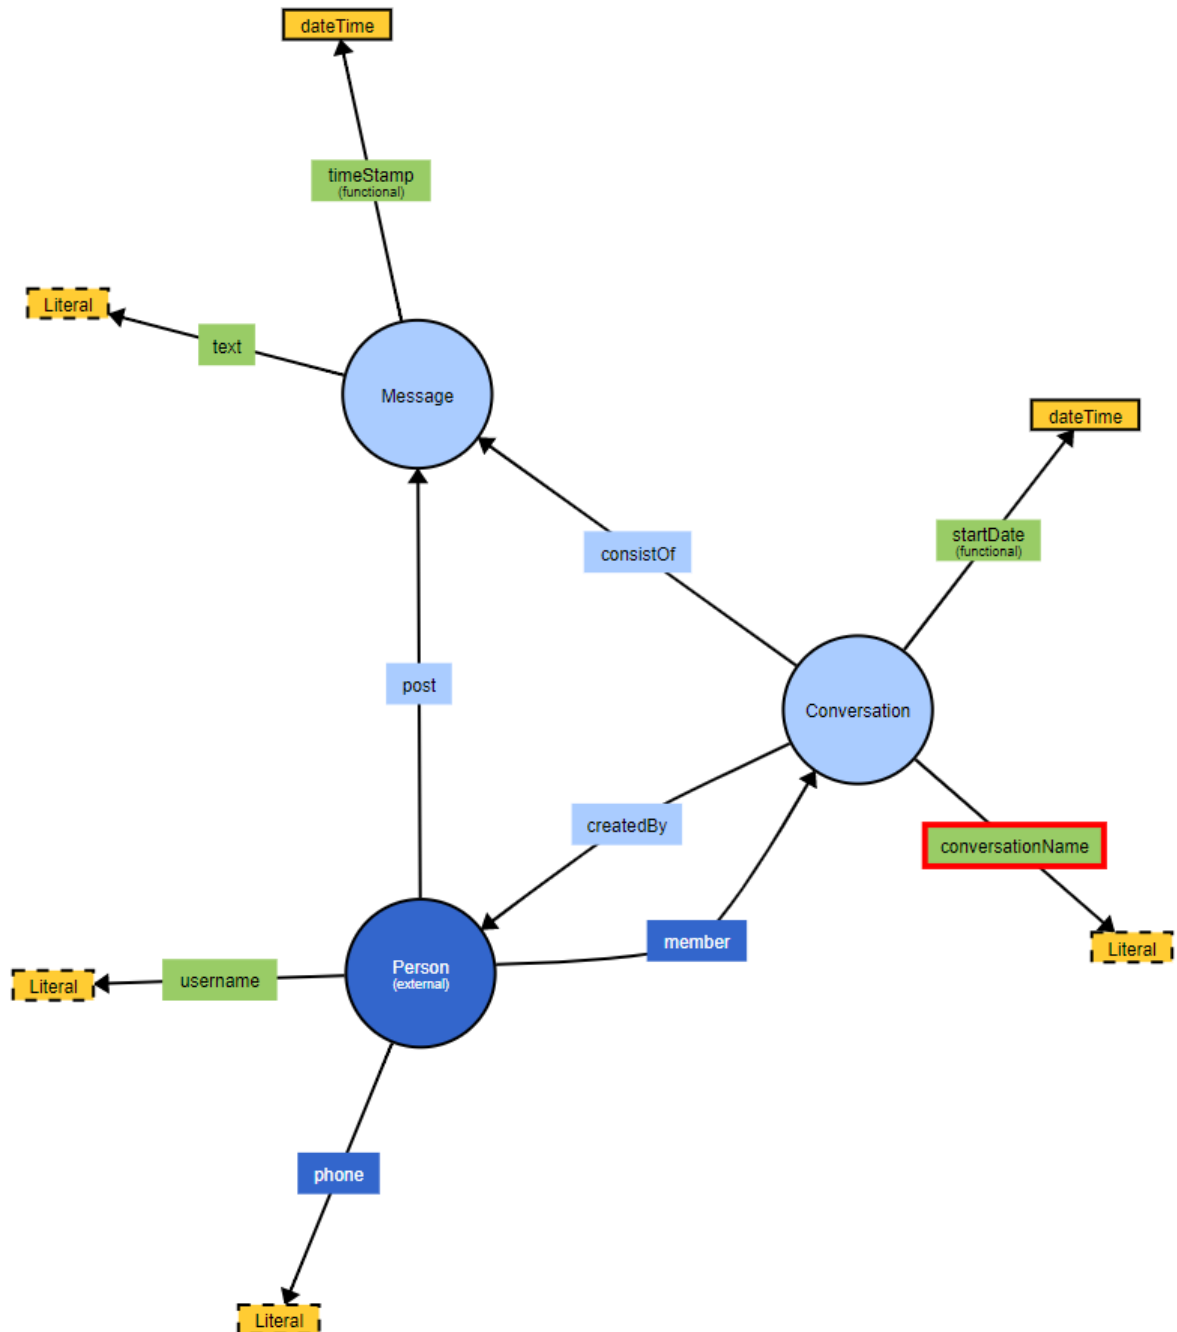 dateTime
timeStamp
(functional)
Literal
text
Message
dateTime
consistOf
startDate
(functional)
post
Conversation
createdBy
conversationName
member
Literal
Person
(external)
username
Literal
phone
Literal